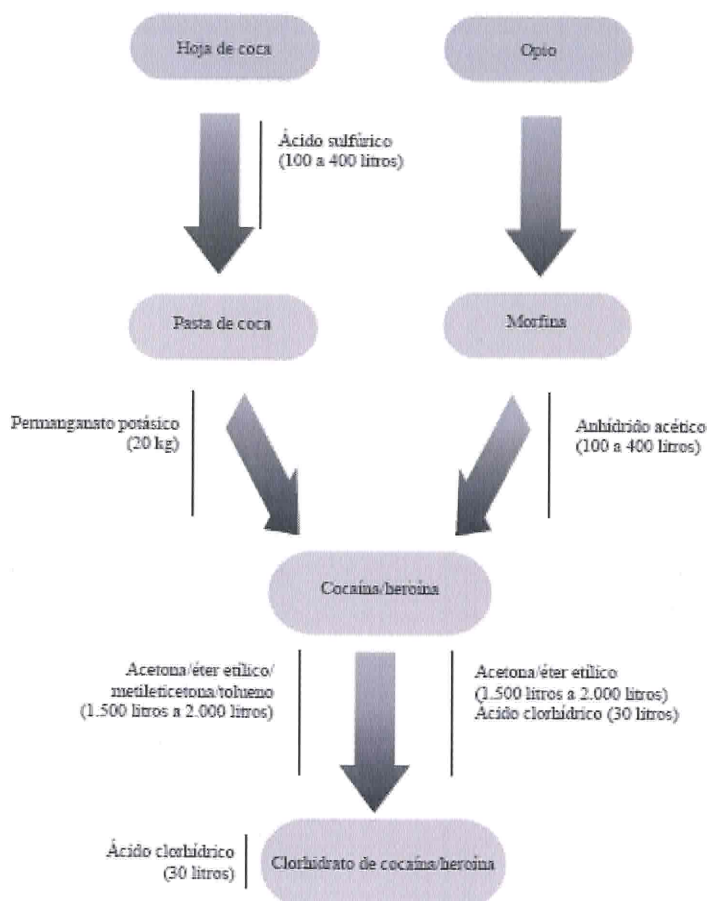 Hoja de coca
Opio
Ácido sulfúrico
(100 a 400 litros)
Pasta de coca
Morfina
Permanganato potásico
(20 kg)
Anhídrido acético
(100 a 400 litros)
Cocaína/heroína
Acetona/éter etílico/
metileticetona/tolueno
(1.500 litros a 2.000 litros)
Acetona/éter etílico
(1.500 litros a 2.000 litros)
Ácido clorhídrico (30 litros)
Ácido clorhídrico
(30 litros)
Clorhidrato de cocaína/heroína